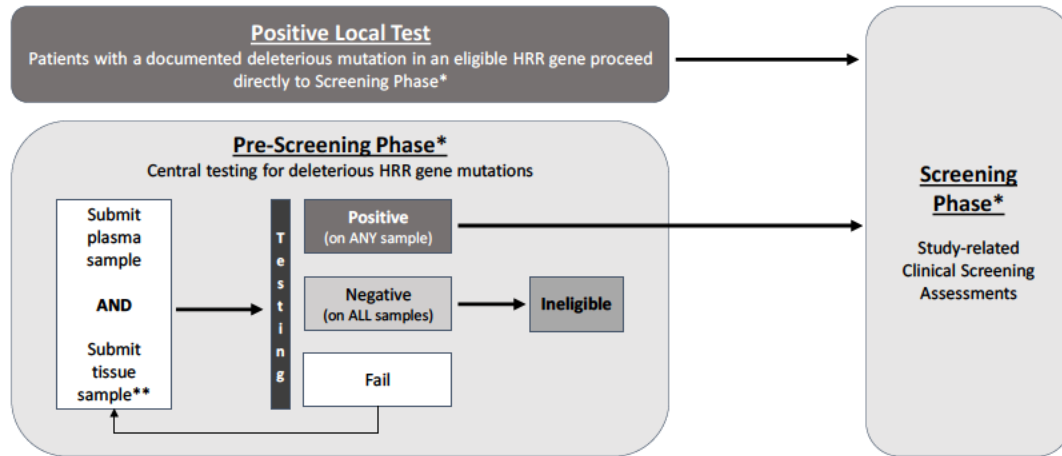 Positive Local Test
Patients with a documented deleterious mutation in an eligible HRR gene proceed
directly to Screening Phase*
Pre-Screening Phase*
Central testing for deleterious HRR gene mutations
Submit
plasma
sample
AND
Submit
tissue
sample**
Testing
Positive
(on ANY sample)
Negative
(on ALL samples)
Fail
Ineligible
Screening
Phase*
Study-related
Clinical Screening
Assessments